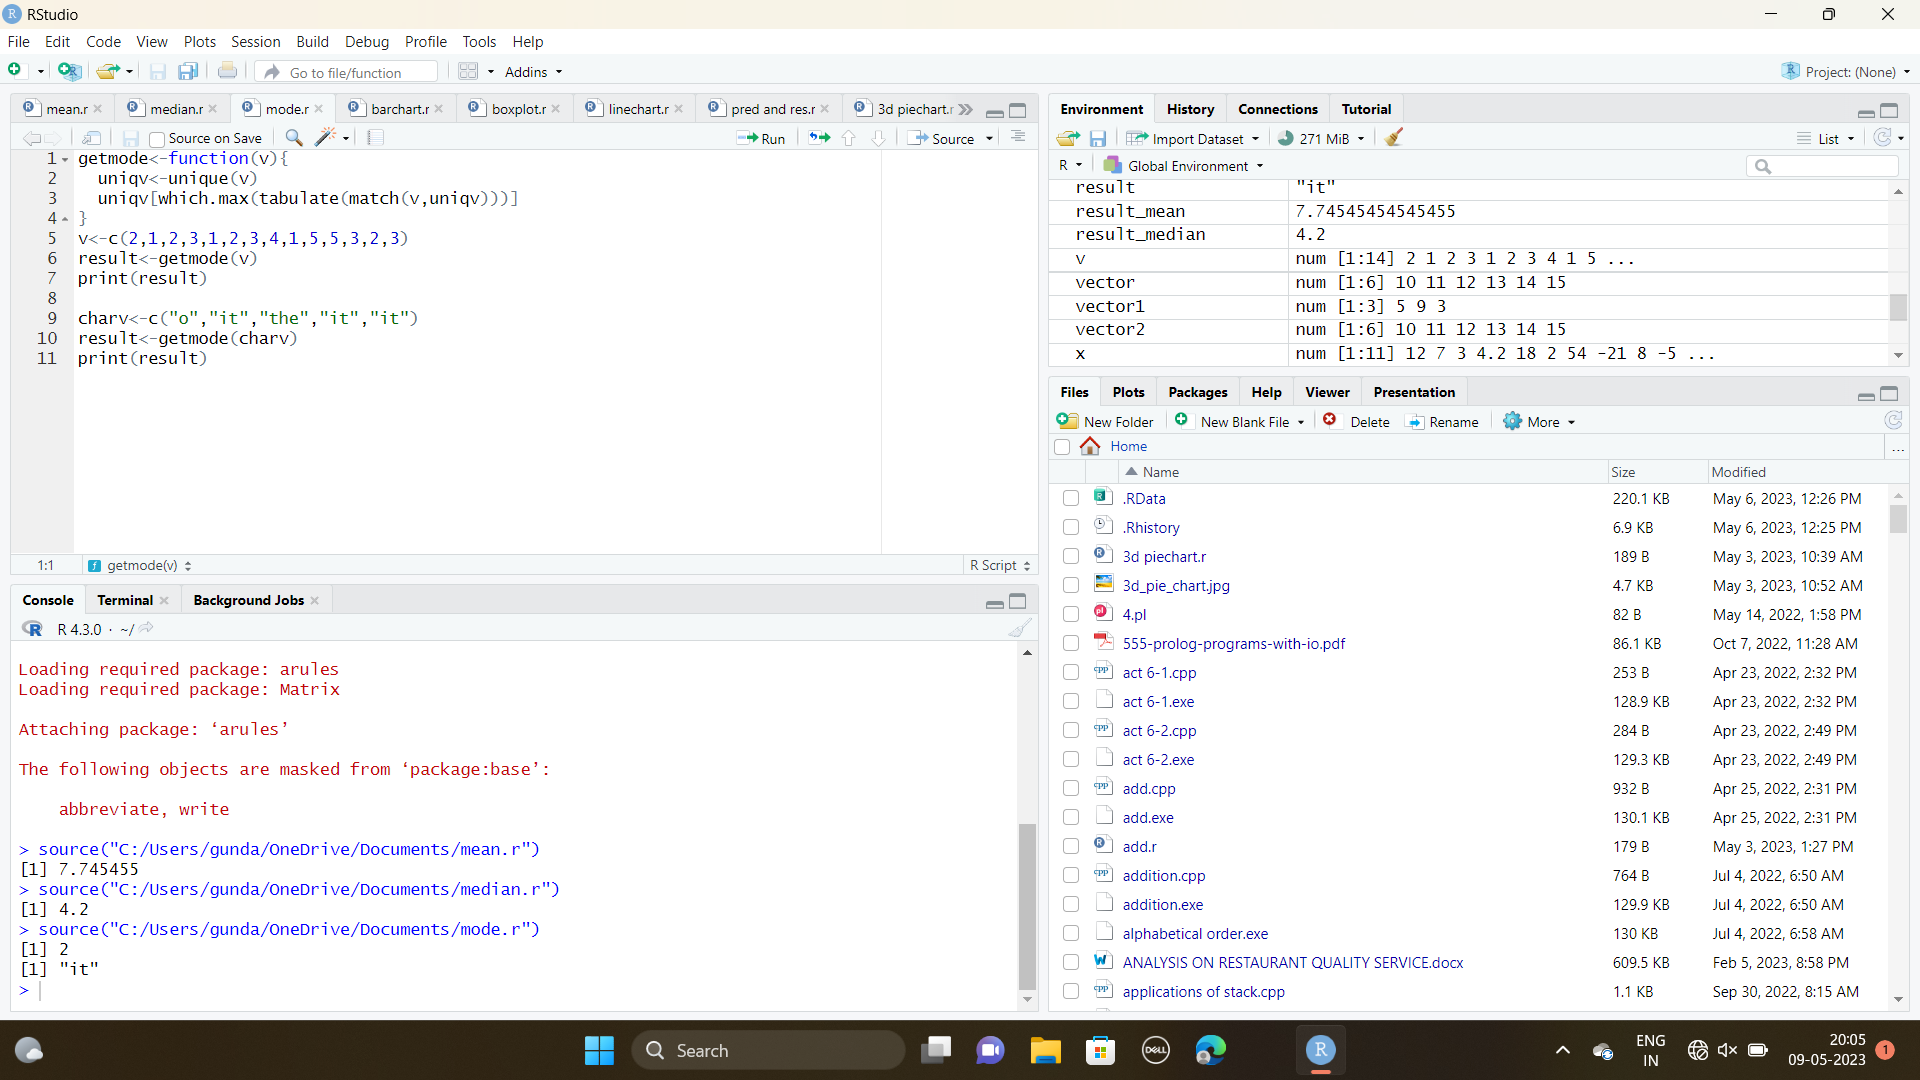 RStudio
File Edit Code View Plots Session Build Debug Profile Tools Help
Go to file/function Addins Project: (None)
mean.r median.r mode.r barchart.r boxplot.r linechart.r pred and res.r 3d piechart.r
Source on Save Run Source
1 getmode<-function(v){
2 uniqv<-unique(v)
3 uniqv[which.max(tabulate(match(v,uniqv)))]
4 }
5 v<-c(2,1,2,3,1,2,3,4,1,5,5,3,2,3)
6 result<-getmode(v)
7 print(result)
8
9 charv<-c("o","it","the","it","it")
10 result<-getmode(charv)
11 print(result)
1:1 getmode(v) R Script
Console Terminal Background Jobs
R 4.3.0 · ~/
Loading required package: arules
Loading required package: Matrix
Attaching package: ‘arules’
The following objects are masked from ‘package:base’:
abbreviate, write
> source("C:/Users/gunda/OneDrive/Documents/mean.r")
[1] 7.745455
> source("C:/Users/gunda/OneDrive/Documents/median.r")
[1] 4.2
> source("C:/Users/gunda/OneDrive/Documents/mode.r")
[1] 2
[1] "it"
>
Environment History Connections Tutorial
Import Dataset 271 MiB List
R Global Environment
result "it"
result_mean 7.74545454545455
result_median 4.2
v num [1:14] 2 1 2 3 1 2 3 4 1 5 ...
vector num [1:6] 10 11 12 13 14 15
vector1 num [1:3] 5 9 3
vector2 num [1:6] 10 11 12 13 14 15
x num [1:11] 12 7 3 4.2 18 2 54 -21 8 -5 ...
Files Plots Packages Help Viewer Presentation
New Folder New Blank File Delete Rename More
Home ...
Name Size Modified
.RData 220.1 KB May 6, 2023, 12:26 PM
.Rhistory 6.9 KB May 6, 2023, 12:25 PM
3d piechart.r 189 B May 3, 2023, 10:39 AM
3d_pie_chart.jpg 4.7 KB May 3, 2023, 10:52 AM
4.pl 82 B May 14, 2022, 1:58 PM
555-prolog-programs-with-io.pdf 86.1 KB Oct 7, 2022, 11:28 AM
act 6-1.cpp 253 B Apr 23, 2022, 2:32 PM
act 6-1.exe 128.9 KB Apr 23, 2022, 2:32 PM
act 6-2.cpp 284 B Apr 23, 2022, 2:49 PM
act 6-2.exe 129.3 KB Apr 23, 2022, 2:49 PM
add.cpp 932 B Apr 25, 2022, 2:31 PM
add.exe 130.1 KB Apr 25, 2022, 2:31 PM
add.r 179 B May 3, 2023, 1:27 PM
addition.cpp 764 B Jul 4, 2022, 6:50 AM
addition.exe 129.9 KB Jul 4, 2022, 6:50 AM
alphabetical order.exe 130 KB Jul 4, 2022, 6:58 AM
ANALYSIS ON RESTAURANT QUALITY SERVICE.docx 609.5 KB Feb 5, 2023, 8:58 PM
applications of stack.cpp 1.1 KB Sep 30, 2022, 8:15 AM
Search DELL R ENG 20:05 1
IN 09-05-2023